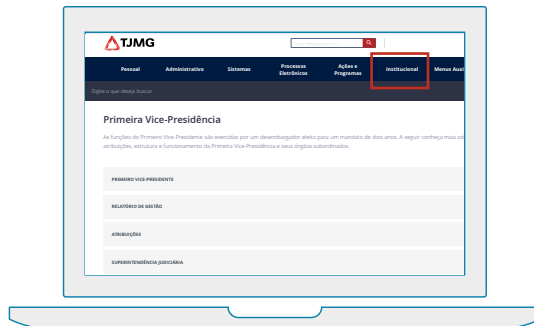 TJMG
Pessoal Administrativo Sistemas Processos Eletrônicos Ações e Programas Institucional Menus Auxi
Digite o que deseja buscar
Primeira Vice-Presidência
As funções do Primeiro Vice-Presidente são exercidas por um desembargador eleito para um mandato de dois anos. A seguir conheça mais sob
atribuições, estrutura e funcionamento da Primeira Vice-Presidência e seus órgãos subordinados.
PRIMEIRO VICE-PRESIDENTE
RELATÓRIO DE GESTÃO
ATRIBUIÇÕES
SUPERINTENDÊNCIA JUDICIÁRIA